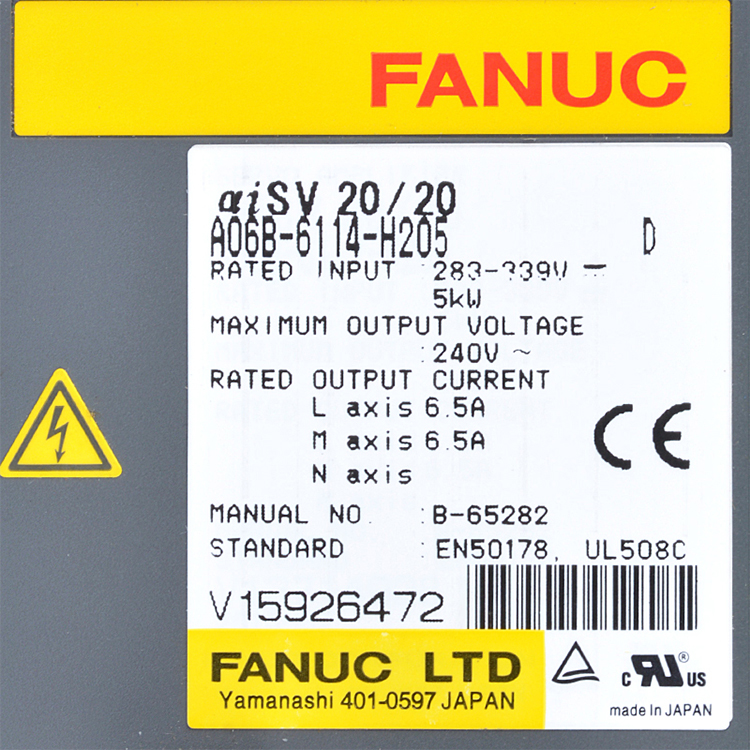 FANUC
αiSV 20/20
A06B-6114-H205 D
RATED INPUT : 283-339V ⎓
5kW
MAXIMUM OUTPUT VOLTAGE
: 240V ~
RATED OUTPUT CURRENT
L axis 6.5A
M axis 6.5A
N axis
CE
MANUAL NO. : B-65282
STANDARD : EN50178, UL508C
V15926472
FANUC LTD
Yamanashi 401-0597 JAPAN
c RU ® US
made in JAPAN